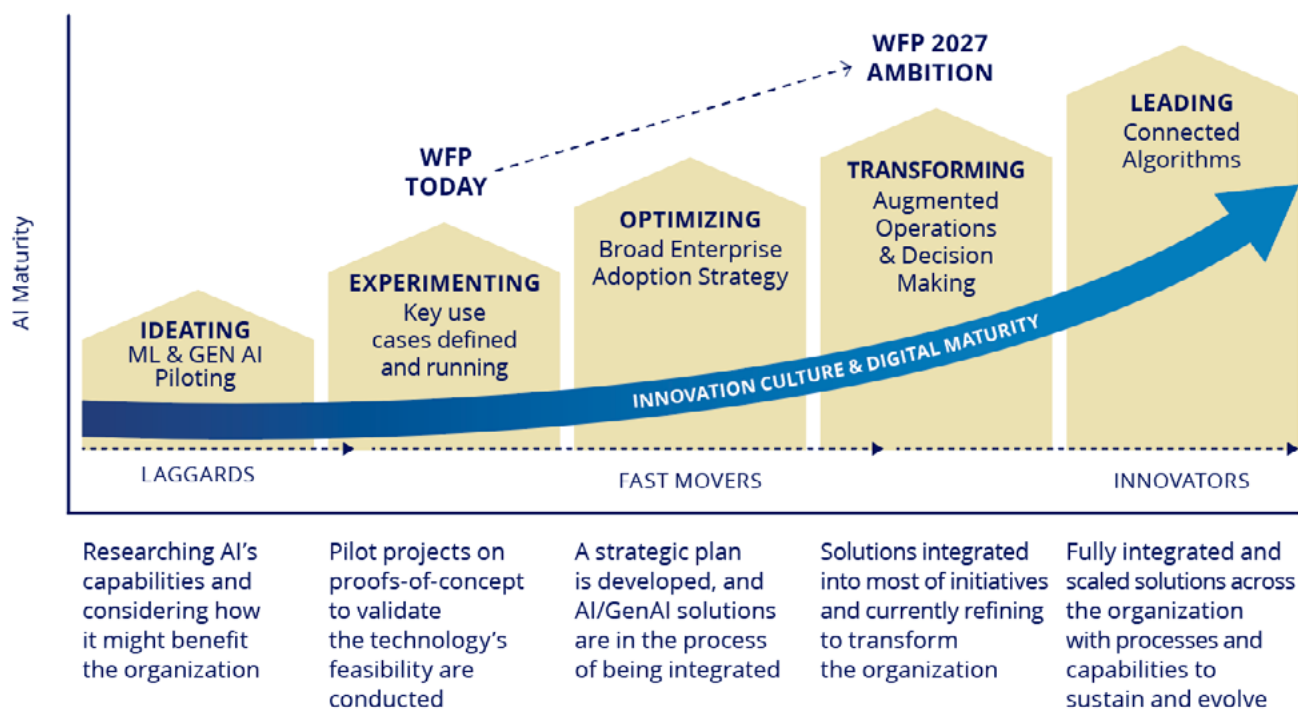 AI Maturity
WFP
TODAY
WFP 2027
AMBITION
IDEATING
ML & GEN AI
Piloting
EXPERIMENTING
Key use
cases defined
and running
OPTIMIZING
Broad Enterprise
Adoption Strategy
TRANSFORMING
Augmented
Operations
& Decision
Making
LEADING
Connected
Algorithms
INNOVATION CULTURE & DIGITAL MATURITY
LAGGARDS
FAST MOVERS
INNOVATORS
Researching AI's
capabilities and
considering how
it might benefit
the organization
Pilot projects on
proofs-of-concept
to validate
the technology's
feasibility are
conducted
A strategic plan
is developed, and
AI/GenAI solutions
are in the process
of being integrated
Solutions integrated
into most of initiatives
and currently refining
to transform
the organization
Fully integrated and
scaled solutions across
the organization
with processes and
capabilities to
sustain and evolve